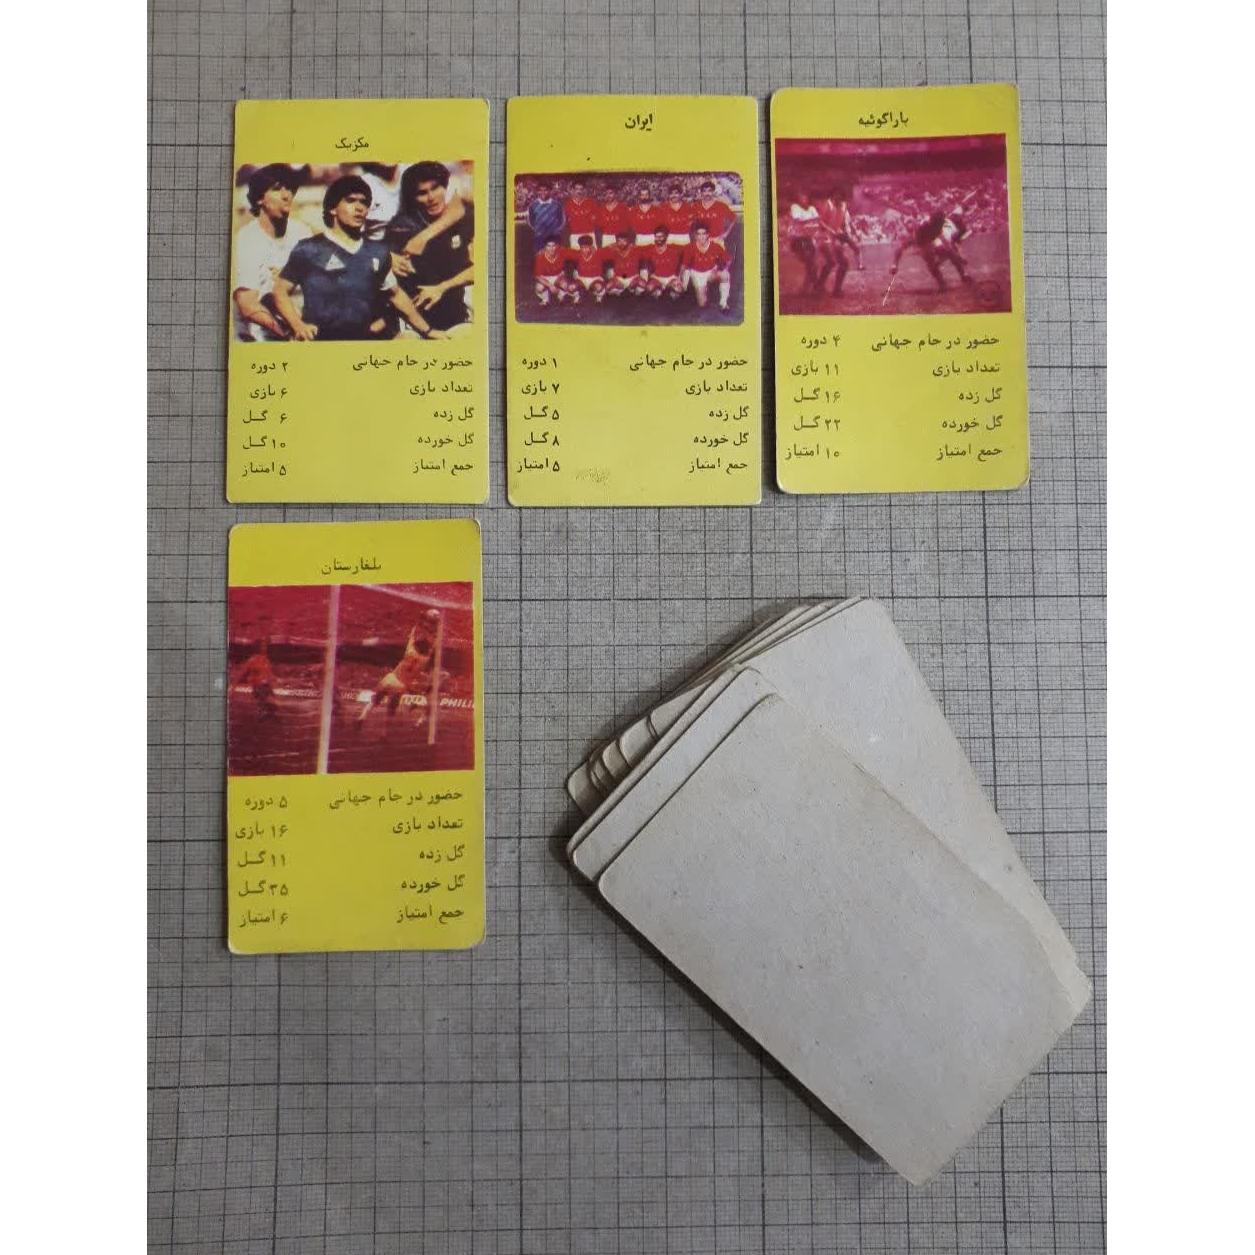 مکزیک
حضور در جام جهانی ۲ دوره
تعداد بازی ۶ بازی
گل زده ۶ گل
گل خورده ۱۰ گل
جمع امتیاز ۵ امتیاز
ایران
حضور در جام جهانی ۱ دوره
تعداد بازی ۷ بازی
گل زده ۵ گل
گل خورده ۸ گل
جمع امتیاز ۵ امتیاز
پاراگوئیه
حضور در جام جهانی ۴ دوره
تعداد بازی ۱۱ بازی
گل زده ۱۶ گل
گل خورده ۲۲ گل
جمع امتیاز ۱۰ امتیاز
بلغارستان
PHILI
حضور در جام جهانی ۵ دوره
تعداد بازی ۱۶ بازی
گل زده ۱۱ گل
گل خورده ۳۵ گل
جمع امتیاز ۶ امتیاز